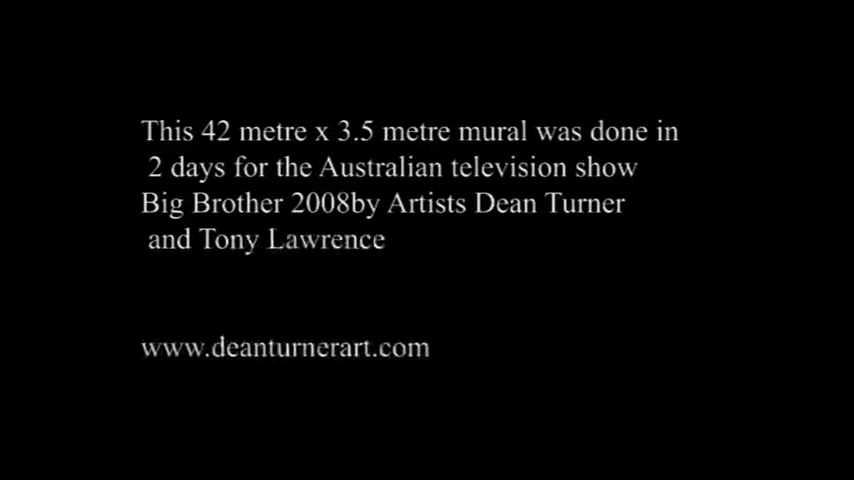 This 42 metre x 3.5 metre mural was done in
2 days for the Australian television show
Big Brother 2008by Artists Dean Turner
and Tony Lawrence
www.deanturnerart.com